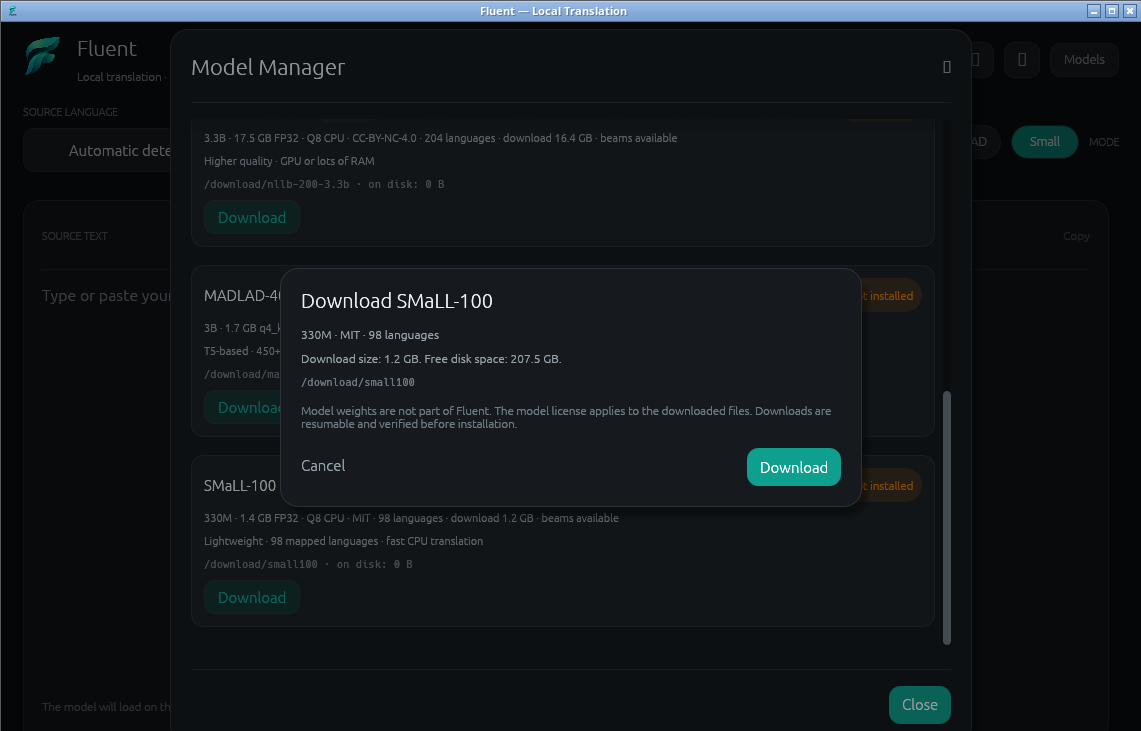 Fluent — Local Translation
Fluent
Local translation ·
Models
SOURCE LANGUAGE
Automatic dete
AD
Small
MODE
SOURCE TEXT
Copy
Type or paste your
The model will load on th
Model Manager
3.3B · 17.5 GB FP32 · Q8 CPU · CC-BY-NC-4.0 · 204 languages · download 16.4 GB · beams available
Higher quality · GPU or lots of RAM
/download/nllb-200-3.3b · on disk: 0 B
Download
MADLAD-40
t installed
3B · 1.7 GB q4_k
T5-based · 450+
/download/ma
Download
SMaLL-100
t installed
330M · 1.4 GB FP32 · Q8 CPU · MIT · 98 languages · download 1.2 GB · beams available
Lightweight · 98 mapped languages · fast CPU translation
/download/small100 · on disk: 0 B
Download
Close
Download SMaLL-100
330M · MIT · 98 languages
Download size: 1.2 GB. Free disk space: 207.5 GB.
/download/small100
Model weights are not part of Fluent. The model license applies to the downloaded files. Downloads are
resumable and verified before installation.
Cancel
Download